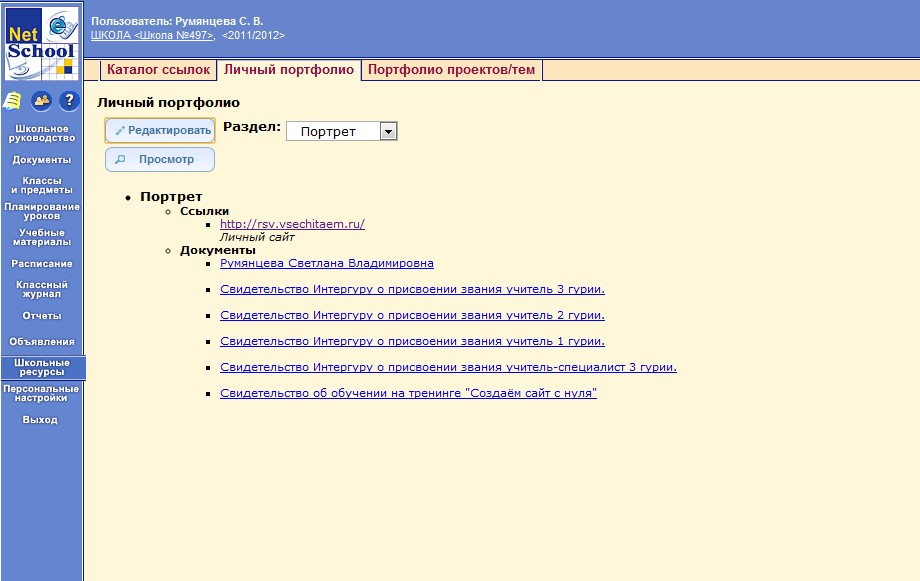 Net School
Пользователь: Румянцева С. В.
ШКОЛА <Школа №497>, <2011/2012>
Каталог ссылок
Личный портфолио
Портфолио проектов/тем
?
Школьное
руководство
Документы
Классы
и предметы
Планирование
уроков
Учебные
материалы
Расписание
Классный
журнал
Отчеты
Объявления
Школьные
ресурсы
Персональные
настройки
Выход
Личный портфолио
Редактировать
Раздел:
Портрет
Просмотр
Портрет
Ссылки
http://rsv.vsechitaem.ru/
Личный сайт
Документы
Румянцева Светлана Владимировна
Свидетельство Интергуру о присвоении звания учитель 3 гурии.
Свидетельство Интергуру о присвоении звания учитель 2 гурии.
Свидетельство Интергуру о присвоении звания учитель 1 гурии.
Свидетельство Интергуру о присвоении звания учитель-специалист 3 гурии.
Свидетельство об обучении на тренинге "Создаём сайт с нуля"